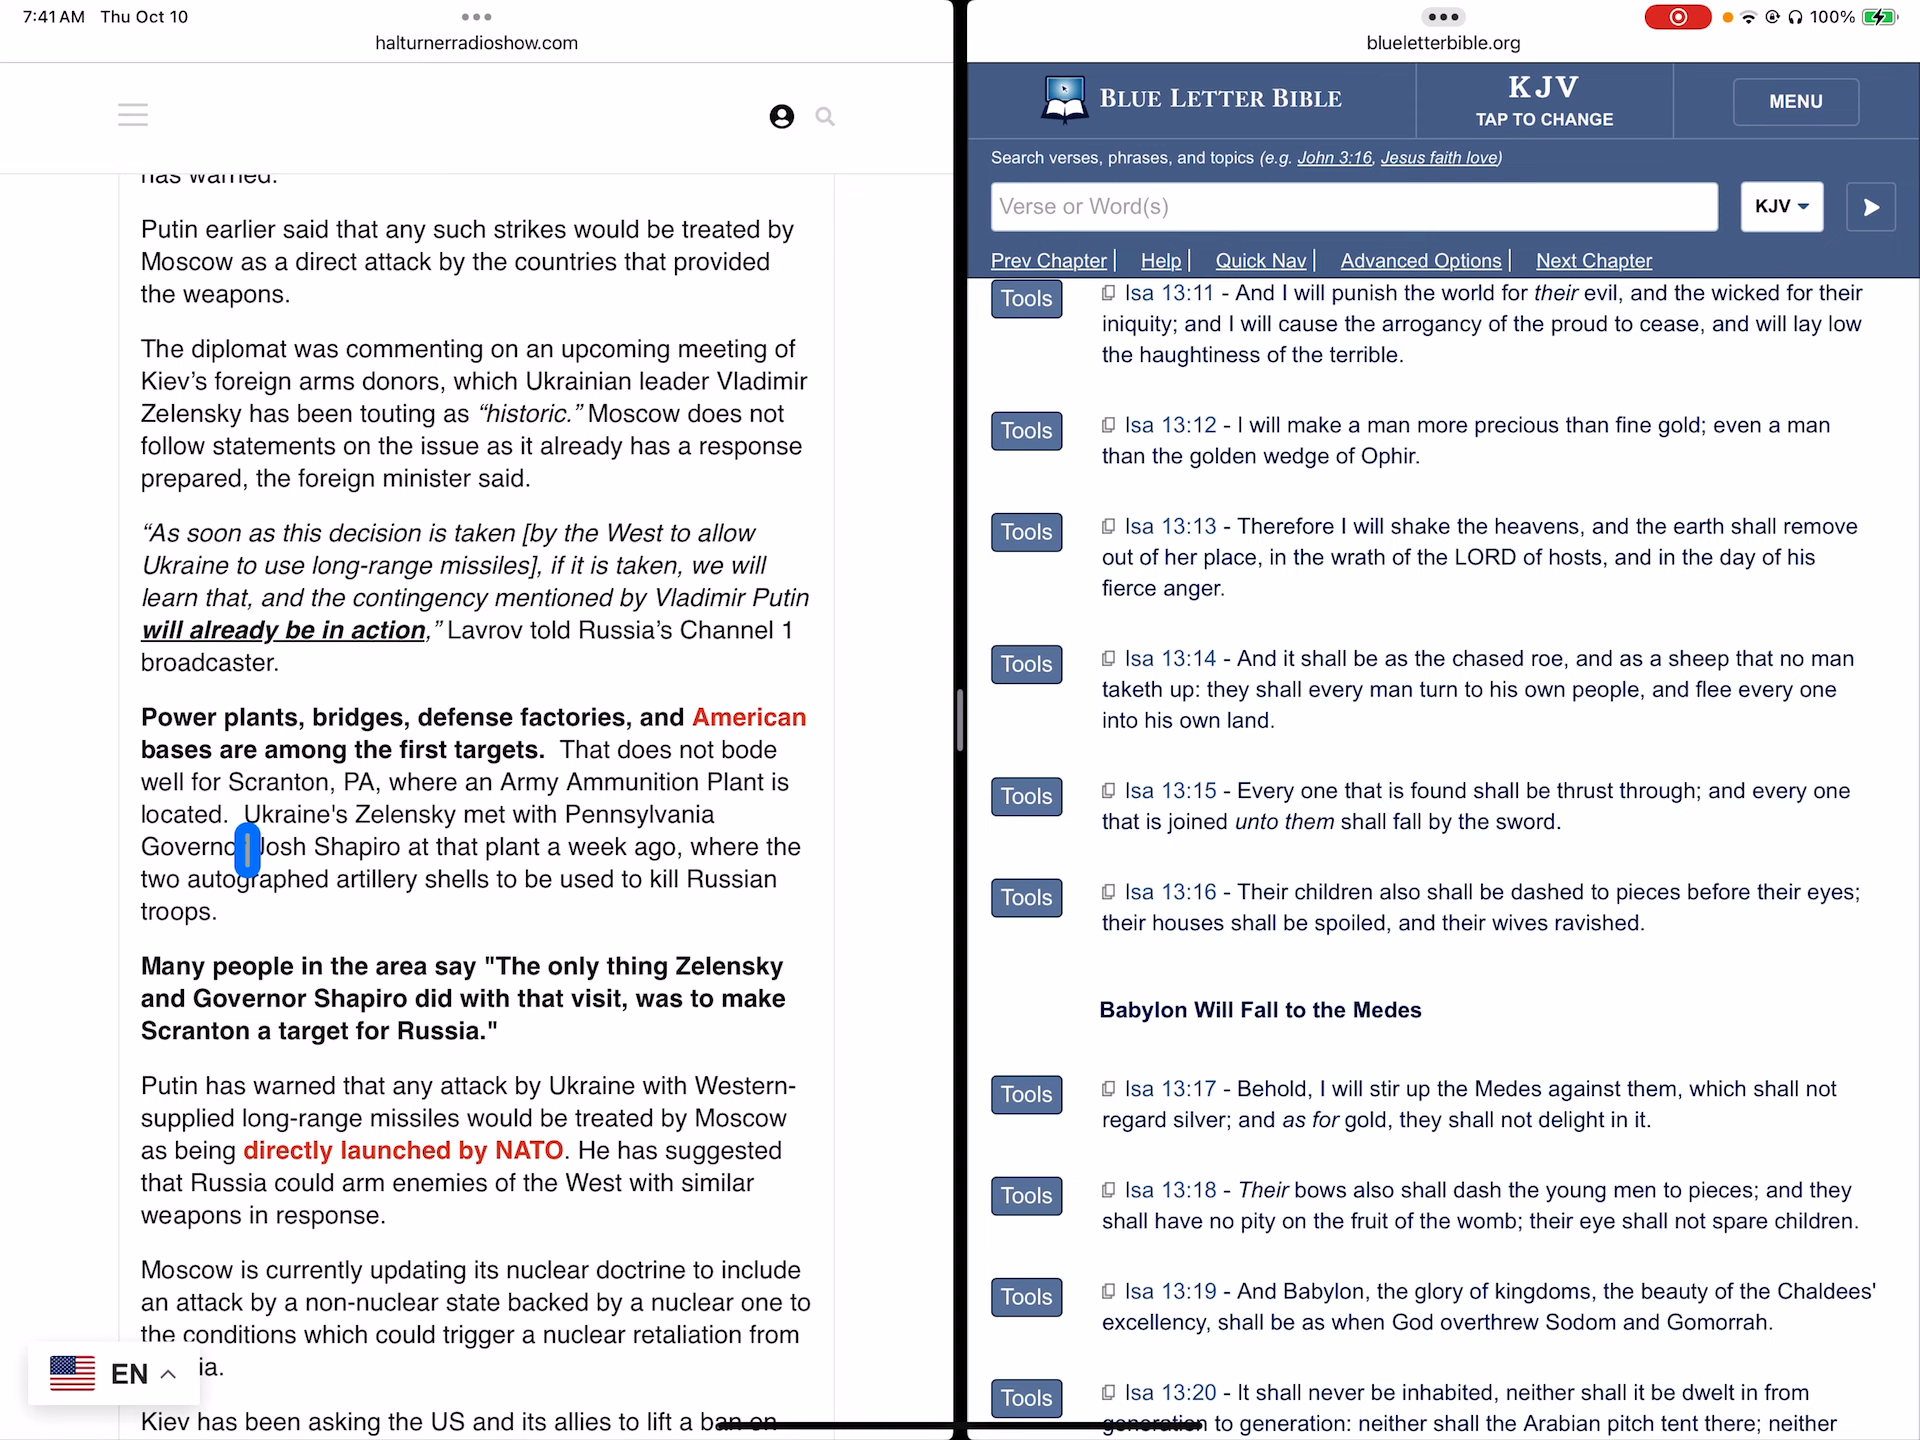 7:41 AM Thu Oct 10
halturnerradioshow.com
has warned.
Putin earlier said that any such strikes would be treated by
Moscow as a direct attack by the countries that provided
the weapons.
The diplomat was commenting on an upcoming meeting of
Kiev’s foreign arms donors, which Ukrainian leader Vladimir
Zelensky has been touting as “historic.” Moscow does not
follow statements on the issue as it already has a response
prepared, the foreign minister said.
“As soon as this decision is taken [by the West to allow
Ukraine to use long-range missiles], if it is taken, we will
learn that, and the contingency mentioned by Vladimir Putin
will already be in action,” Lavrov told Russia’s Channel 1
broadcaster.
Power plants, bridges, defense factories, and American
bases are among the first targets. That does not bode
well for Scranton, PA, where an Army Ammunition Plant is
located. Ukraine's Zelensky met with Pennsylvania
Governo Josh Shapiro at that plant a week ago, where the
two autographed artillery shells to be used to kill Russian
troops.
Many people in the area say "The only thing Zelensky
and Governor Shapiro did with that visit, was to make
Scranton a target for Russia."
Putin has warned that any attack by Ukraine with Western-
supplied long-range missiles would be treated by Moscow
as being directly launched by NATO. He has suggested
that Russia could arm enemies of the West with similar
weapons in response.
Moscow is currently updating its nuclear doctrine to include
an attack by a non-nuclear state backed by a nuclear one to
the conditions which could trigger a nuclear retaliation from
ia.
EN
Kiev has been asking the US and its allies to lift a ban on
100%
blueletterbible.org
BLUE LETTER BIBLE
KJV
TAP TO CHANGE
MENU
Search verses, phrases, and topics (e.g. John 3:16, Jesus faith love)
Verse or Word(s)
KJV
Prev Chapter | Help | Quick Nav | Advanced Options | Next Chapter
Tools Isa 13:11 - And I will punish the world for their evil, and the wicked for their
iniquity; and I will cause the arrogancy of the proud to cease, and will lay low
the haughtiness of the terrible.
Tools Isa 13:12 - I will make a man more precious than fine gold; even a man
than the golden wedge of Ophir.
Tools Isa 13:13 - Therefore I will shake the heavens, and the earth shall remove
out of her place, in the wrath of the LORD of hosts, and in the day of his
fierce anger.
Tools Isa 13:14 - And it shall be as the chased roe, and as a sheep that no man
taketh up: they shall every man turn to his own people, and flee every one
into his own land.
Tools Isa 13:15 - Every one that is found shall be thrust through; and every one
that is joined unto them shall fall by the sword.
Tools Isa 13:16 - Their children also shall be dashed to pieces before their eyes;
their houses shall be spoiled, and their wives ravished.
Babylon Will Fall to the Medes
Tools Isa 13:17 - Behold, I will stir up the Medes against them, which shall not
regard silver; and as for gold, they shall not delight in it.
Tools Isa 13:18 - Their bows also shall dash the young men to pieces; and they
shall have no pity on the fruit of the womb; their eye shall not spare children.
Tools Isa 13:19 - And Babylon, the glory of kingdoms, the beauty of the Chaldees'
excellency, shall be as when God overthrew Sodom and Gomorrah.
Tools Isa 13:20 - It shall never be inhabited, neither shall it be dwelt in from
generation to generation: neither shall the Arabian pitch tent there; neither